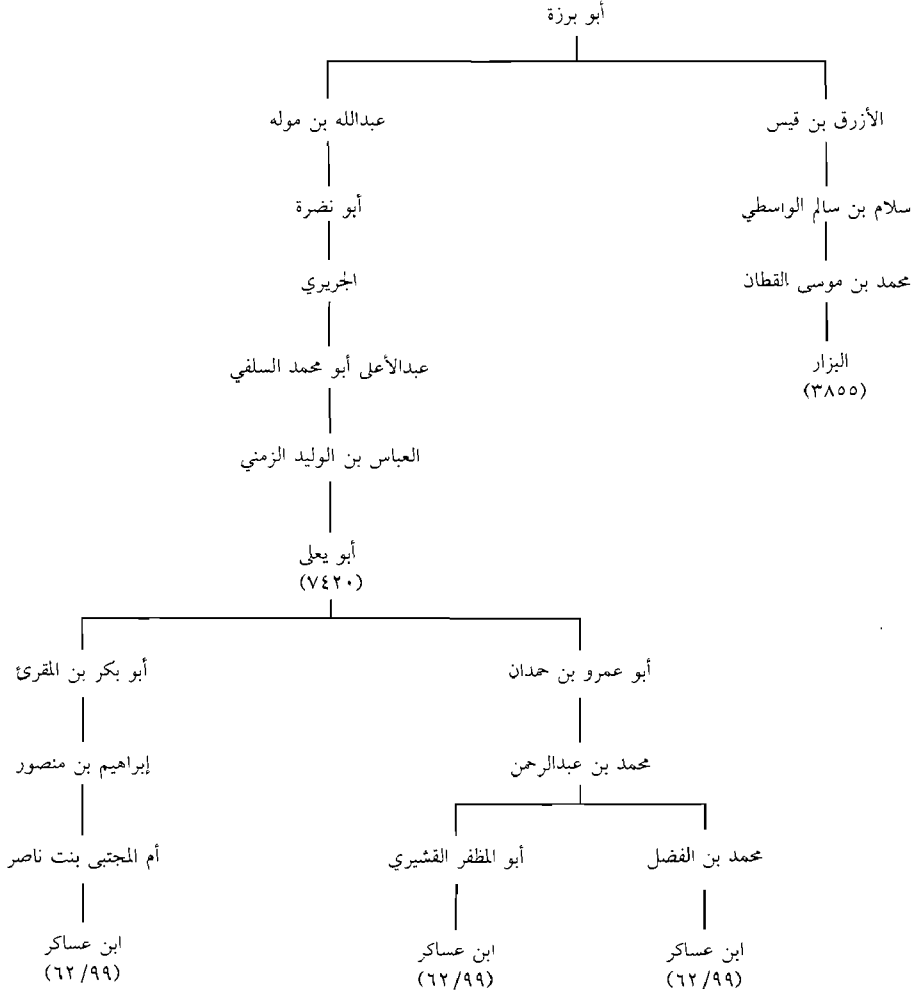 أبو برزة
الأزرق بن قيس
عبدالله بن موله
سلام بن سالم الواسطي
أبو نضرة
محمد بن موسى القطان
الجريري
البزار
(٣٨٥٥)
عبدالأعلى أبو محمد السلفي
العباس بن الوليد الزمني
أبو يعلى
(٧٤٢٠)
أبو عمرو بن حمدان
أبو بكر بن المقرئ
محمد بن عبدالرحمن
إبراهيم بن منصور
محمد بن الفضل
أبو المظفر القشيري
أم المجتبى بنت ناصر
ابن عساكر
(٦٢/٩٩)
ابن عساكر
(٦٢/٩٩)
ابن عساكر
(٦٢/٩٩)